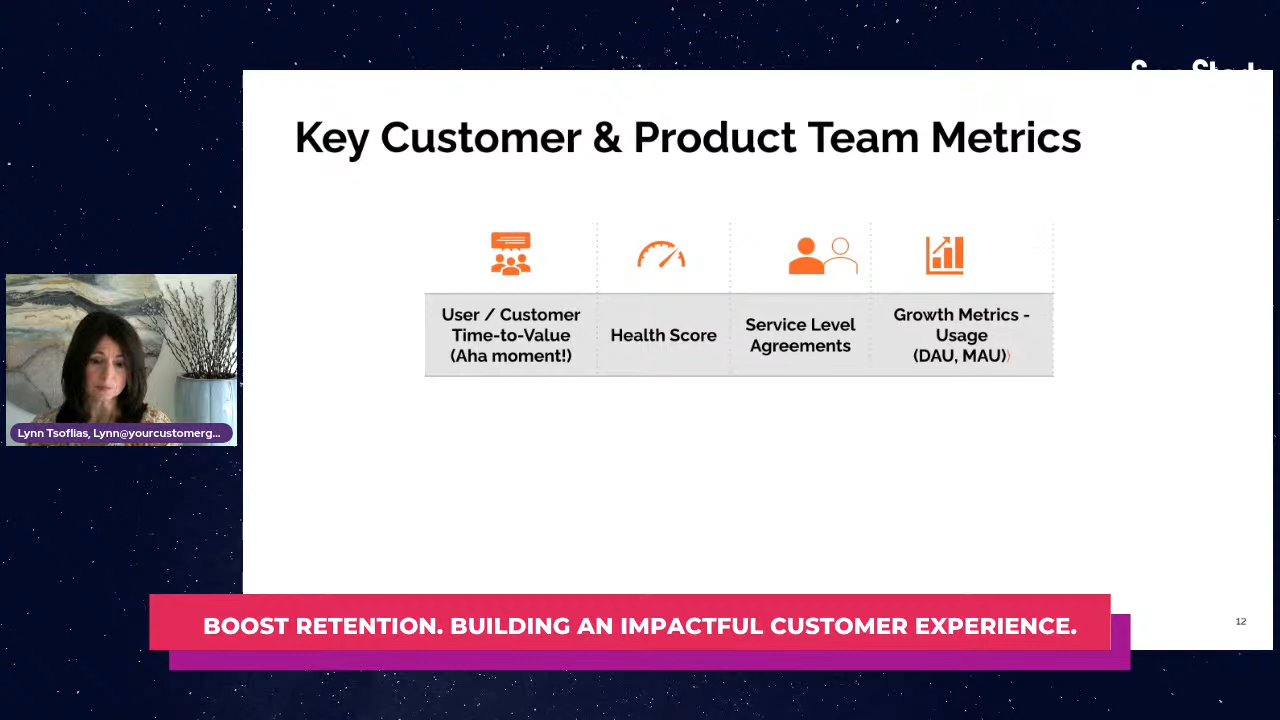 Key Customer & Product Team Metrics
User / Customer
Time-to-Value
(Aha moment!)
Health Score
Service Level
Agreements
Growth Metrics -
Usage
(DAU, MAU))
Lynn Tsoflias, Lynn@yourcustomerg...
BOOST RETENTION. BUILDING AN IMPACTFUL CUSTOMER EXPERIENCE.
12